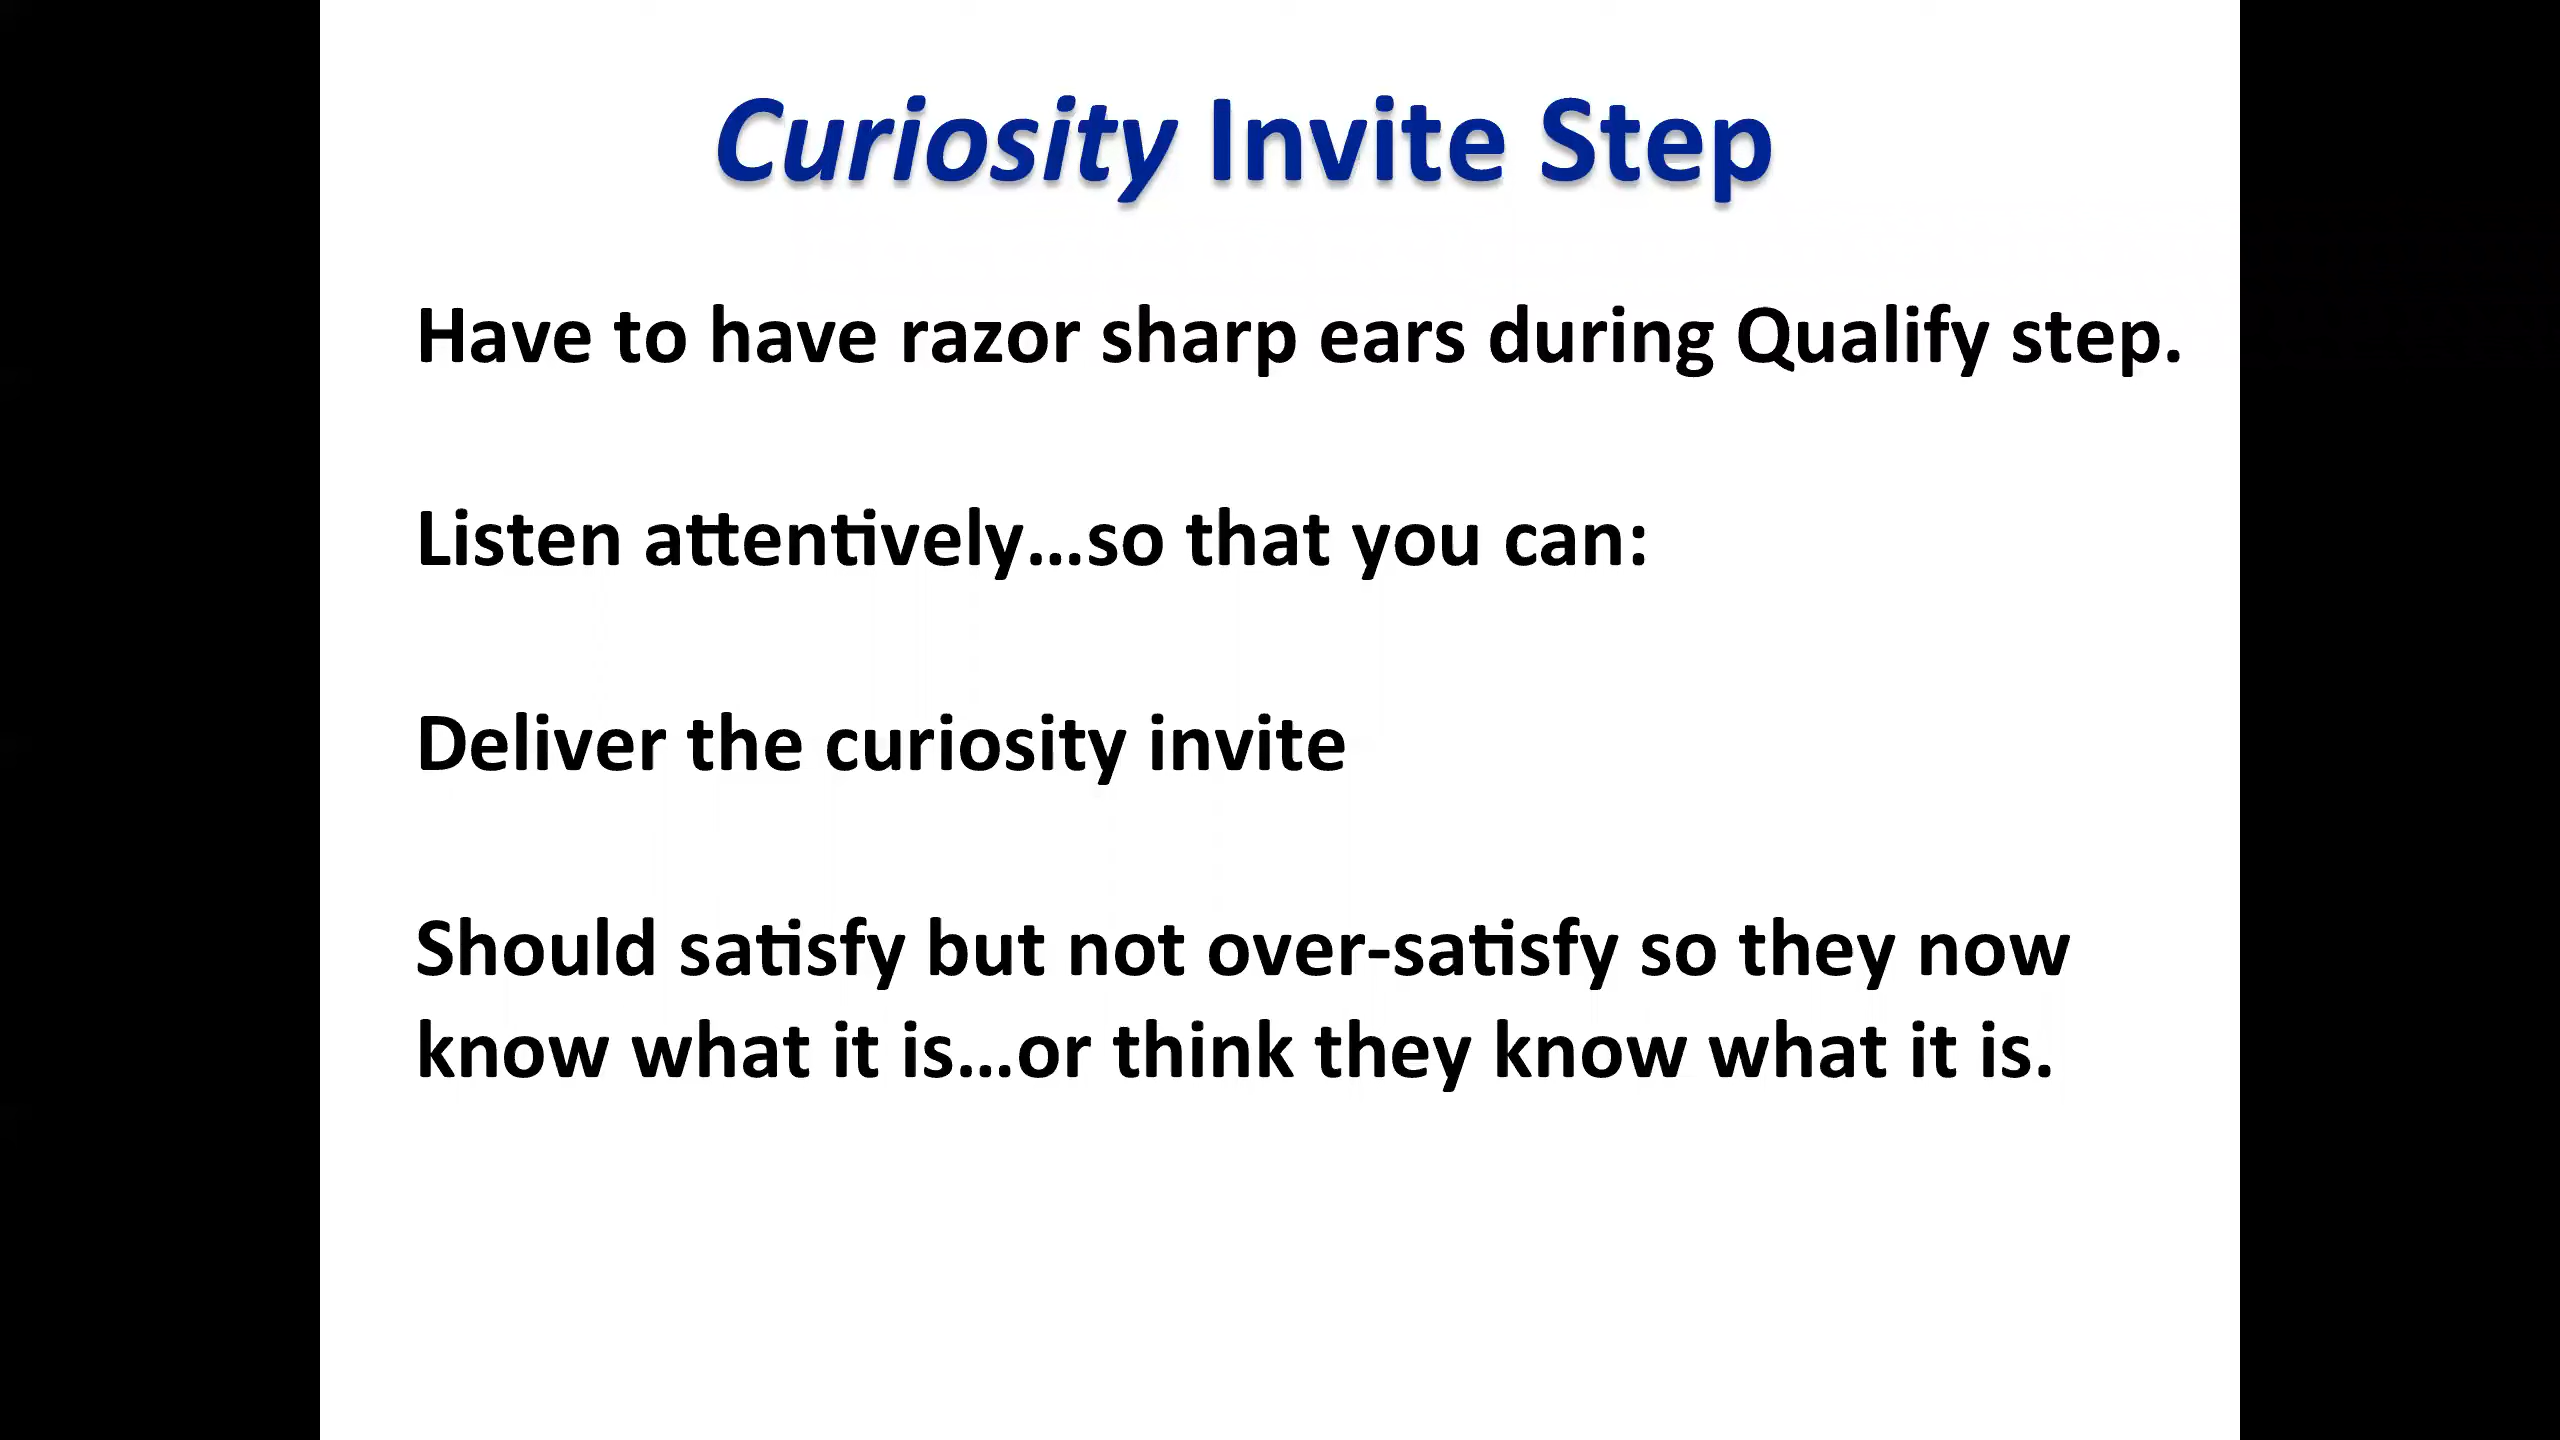 Curiosity Invite Step
Have to have razor sharp ears during Qualify step.
Listen attentively...so that you can:
Deliver the curiosity invite
Should satisfy but not over-satisfy so they now
know what it is...or think they know what it is.